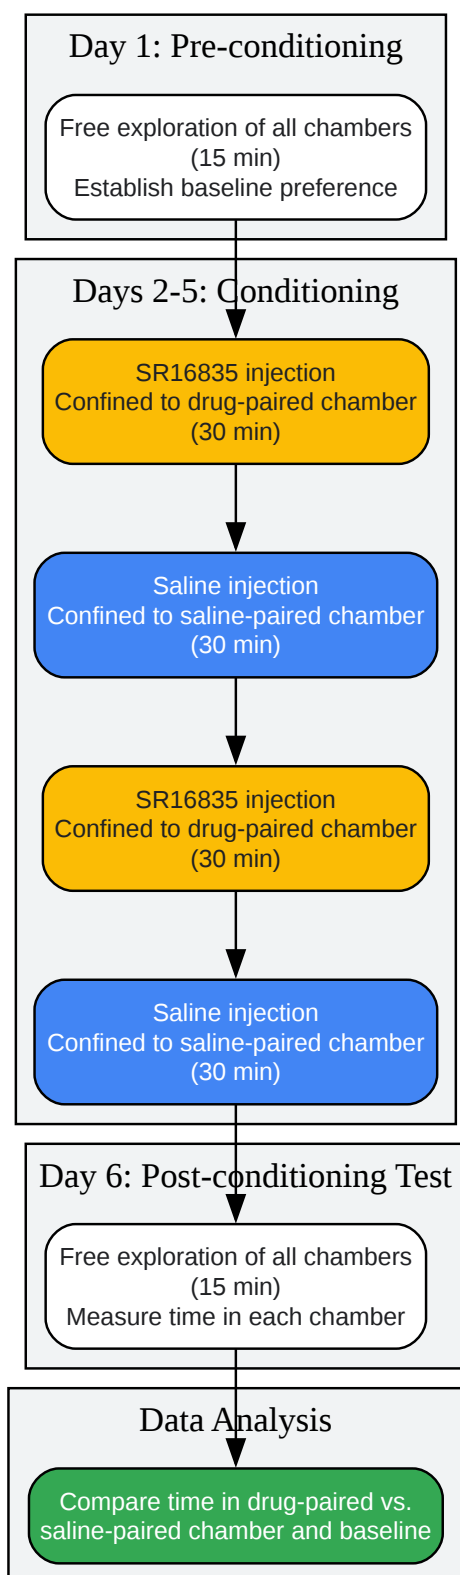 Day 1: Pre-conditioning
Free exploration of all chambers
(15 min)
Establish baseline preference
Days 2-5: Conditioning
SR16835 injection
Confined to drug-paired chamber
(30 min)
Saline injection
Confined to saline-paired chamber
(30 min)
SR16835 injection
Confined to drug-paired chamber
(30 min)
Saline injection
Confined to saline-paired chamber
(30 min)
Day 6: Post-conditioning Test
Free exploration of all chambers
(15 min)
Measure time in each chamber
Data Analysis
Compare time in drug-paired vs.
saline-paired chamber and baseline